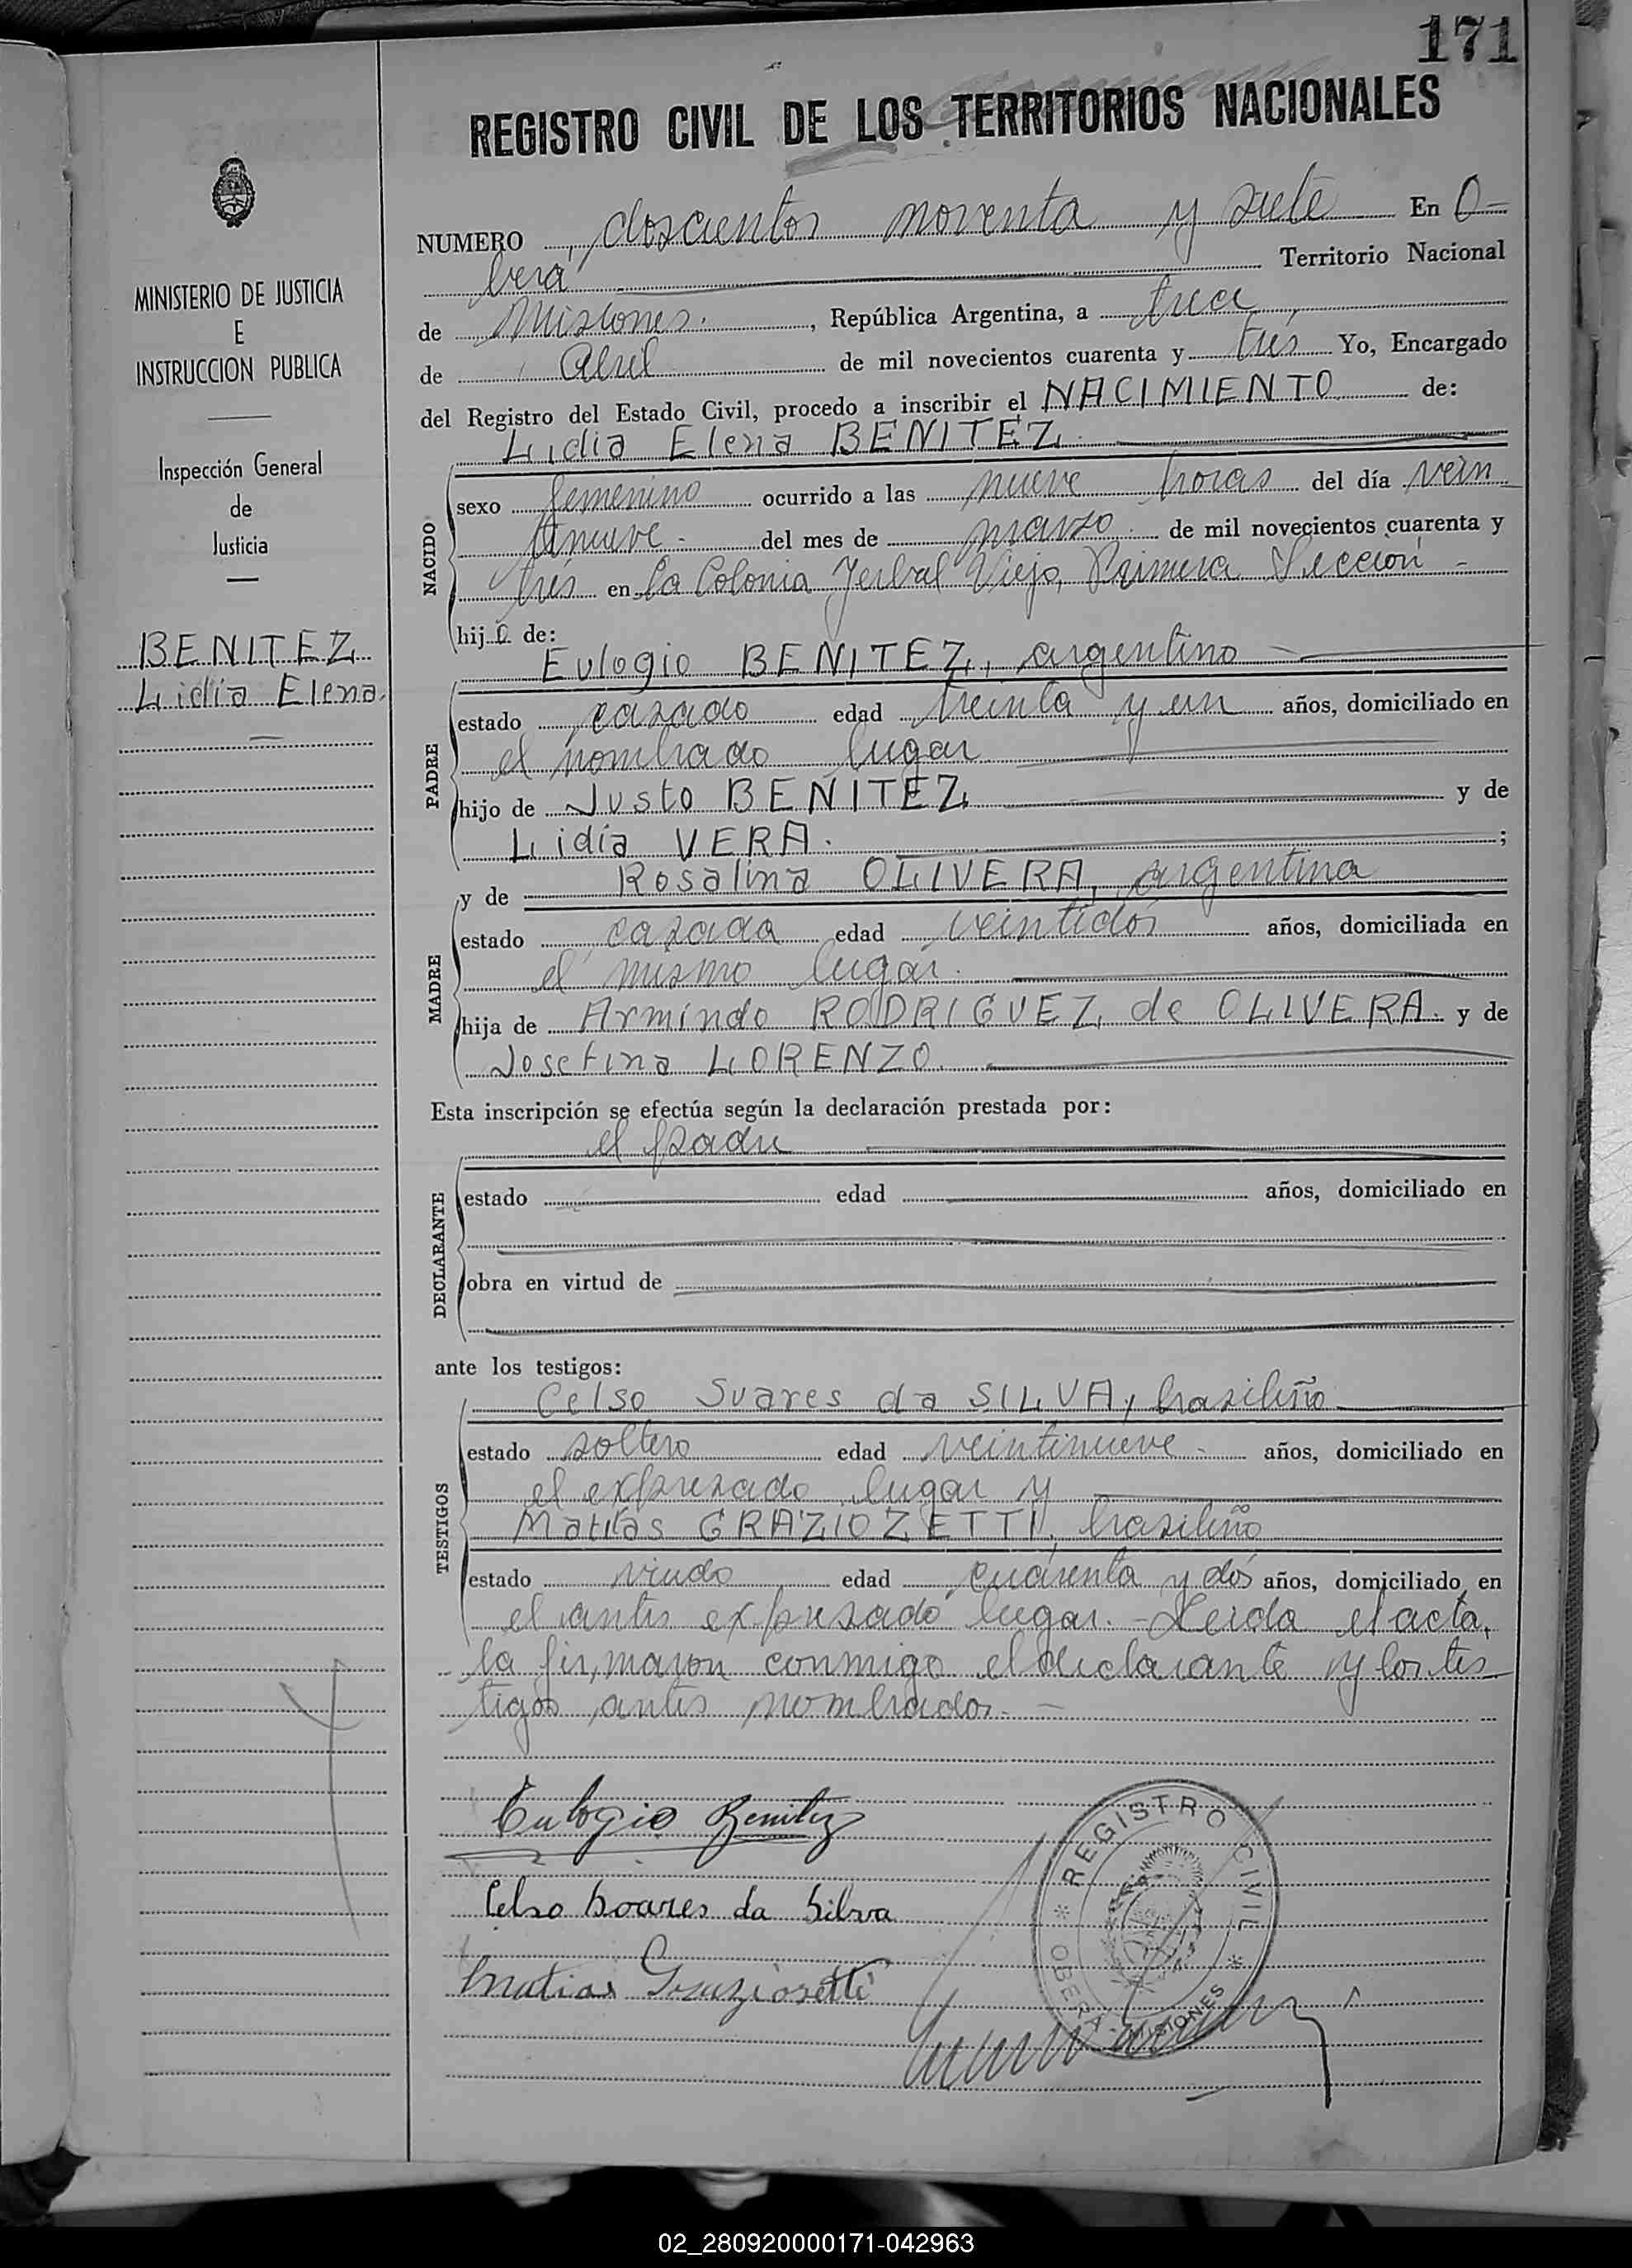 171
REGISTRO CIVIL DE LOS TERRITORIOS NACIONALES
NUMERO doscientos noventa y siete En O-
berá Territorio Nacional
de Misiones. , República Argentina, a trece
de Abril de mil novecientos cuarenta y trés Yo, Encargado
del Registro del Estado Civil, procedo a inscribir el NACIMIENTO de:
Lidia Elena BENITEZ.
NACIDO
sexo femenino ocurrido a las nueve horas del día vein
tinueve - del mes de marzo. de mil novecientos cuarenta y
trés en la Colonia Yerbal Viejo, Primera Sección -
hija de:
Eulogio BENITEZ, argentino
PADRE
estado casado edad treinta y un años, domiciliado en
el nombrado lugar
hijo de Justo BENITEZ y de
Lidia VERA. ;
MADRE
y de Rosalina OLIVERA, argentina
estado casada edad veintidós años, domiciliada en
el mismo lugar.
hija de Armindo RODRIGUEZ de OLIVERA. y de
Josefina LORENZO.
Esta inscripción se efectúa según la declaración prestada por:
el padre
DECLARANTE
estado edad años, domiciliado en
obra en virtud de
ante los testigos:
Celso Suares da SILVA, brasileño
TESTIGOS
estado soltero edad veintinueve - años, domiciliado en
el expresado lugar y
Matías GRAZIOZETTI, brasileño
estado viudo edad cuarenta y dós años, domiciliado en
el antes expresado lugar. - Leida el acta,
la firmaron conmigo el declarante y los tes
tigos antes nombrados. -
Eulogio Benitez
Celso Soares da Silva
Matias Graziosetti
REGISTRO CIVIL
OBERA - MISIONES
MINISTERIO DE JUSTICIA
E
INSTRUCCION PUBLICA
Inspección General
de
Justicia
BENITEZ
Lidia Elena.
02_280920000171-042963